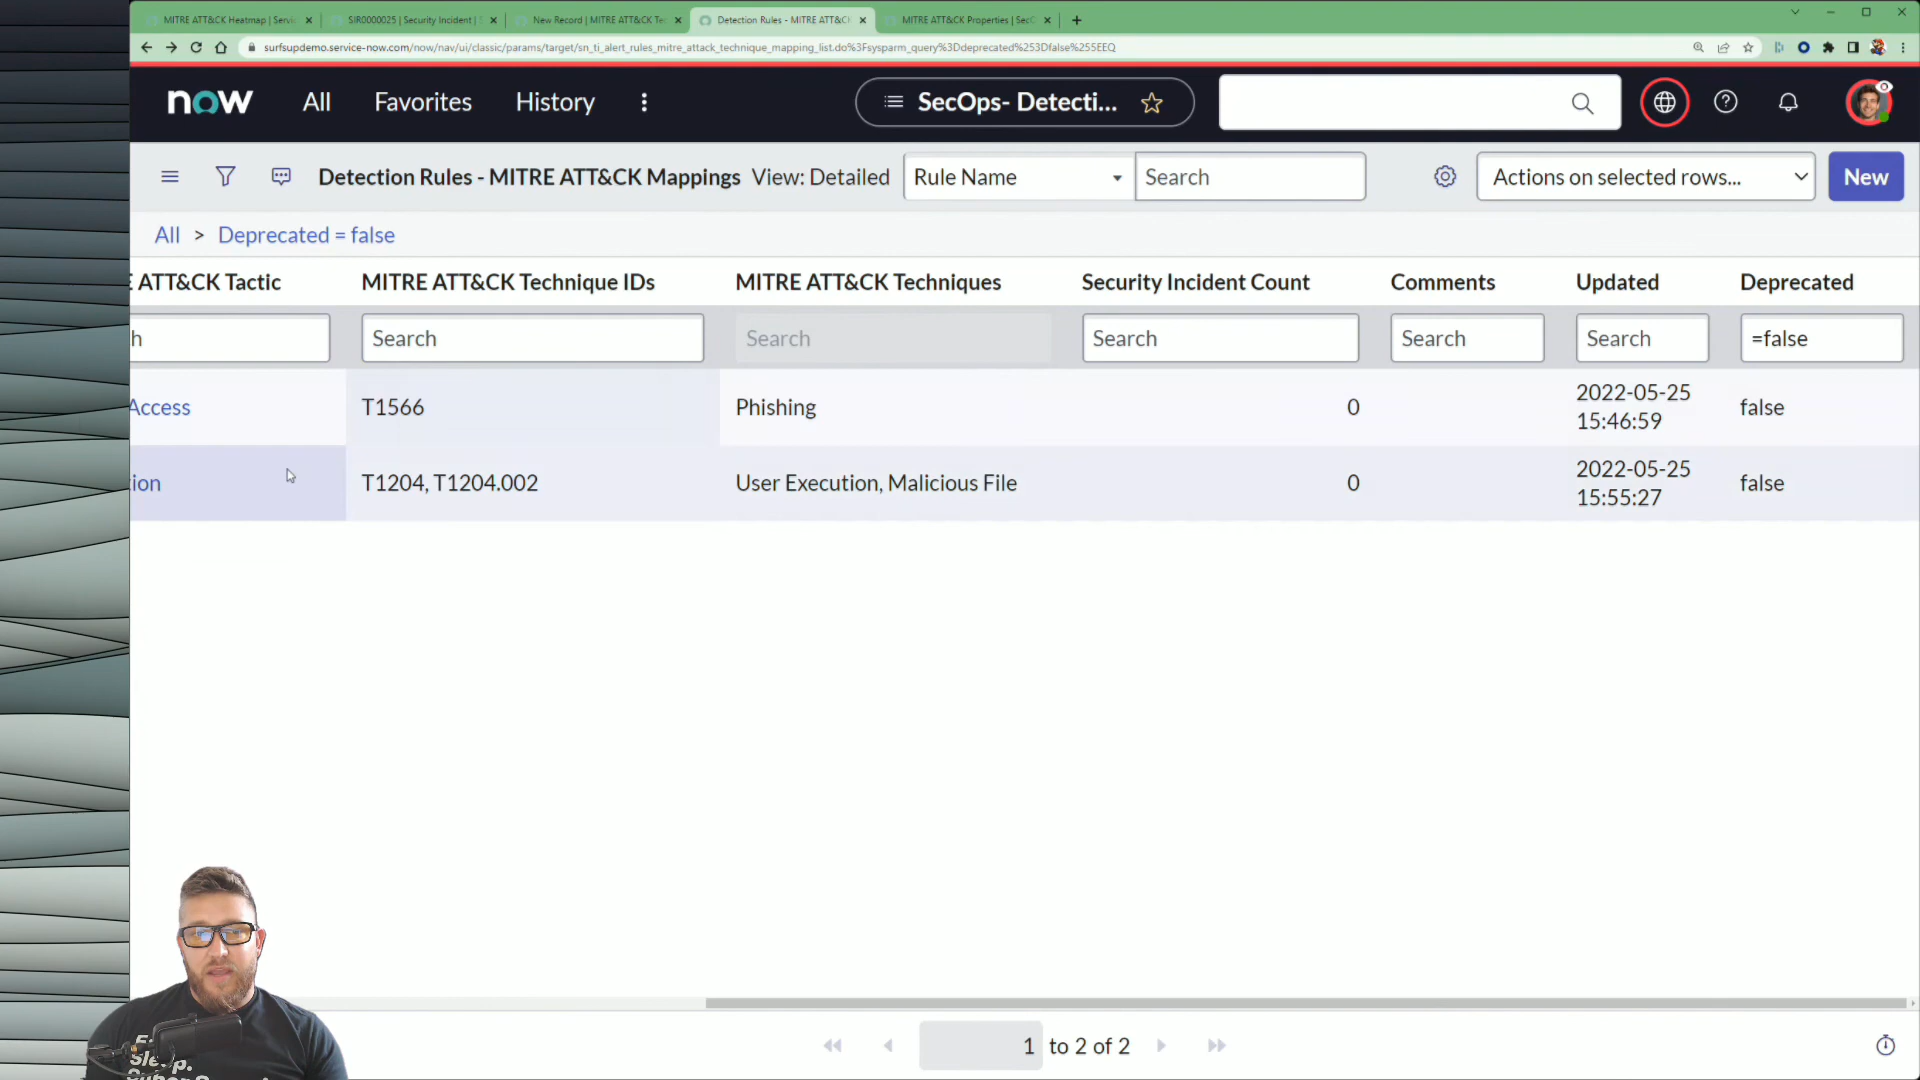 MITRE ATT&CK Heatmap | Servic
SIR0000025 | Security Incident |
New Record | MITRE ATT&CK Te
Detection Rules - MITRE ATT&C
MITRE ATT&CK Properties | Sec
surfsupdemo.service-now.com/now/nav/ui/classic/params/target/sn_ti_alert_rules_mitre_attack_technique_mapping_list.do%3Fsysparm_query%3Ddeprecated%253Dfalse%255EEQ
now All Favorites History SecOps- Detecti...
Detection Rules - MITRE ATT&CK Mappings View: Detailed Rule Name Search Actions on selected rows... New
All > Deprecated = false
E ATT&CK Tactic MITRE ATT&CK Technique IDs MITRE ATT&CK Techniques Security Incident Count Comments Updated Deprecated
h Search Search Search Search Search =false
Access T1566 Phishing 0 2022-05-25 15:46:59 false
ion T1204, T1204.002 User Execution, Malicious File 0 2022-05-25 15:55:27 false
1 to 2 of 2